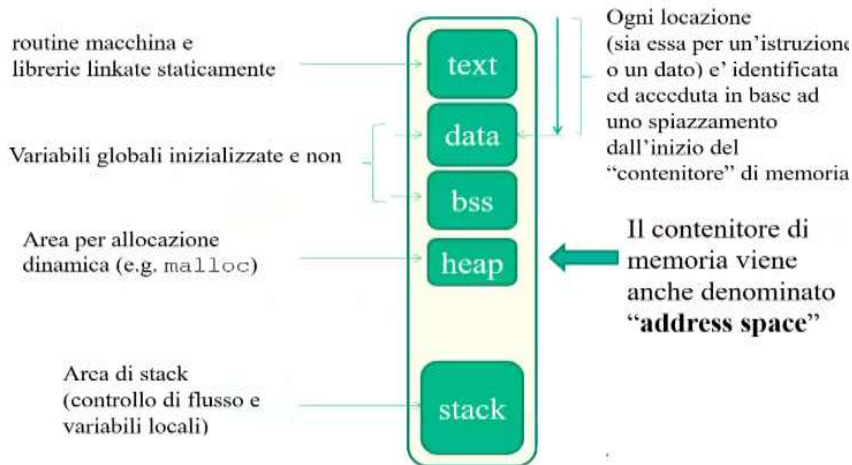 routine macchina e
librerie linkate staticamente
Variabili globali inizializzate e non
Area per allocazione
dinamica (e.g. malloc)
Area di stack
(controllo di flusso e
variabili locali)
text
data
bss
heap
stack
Ogni locazione
(sia essa per un'istruzione
o un dato) e' identificata
ed acceduta in base ad
uno spiazzamento
dall'inizio del
“contenitore” di memoria
Il contenitore di
memoria viene
anche denominato
“address space”